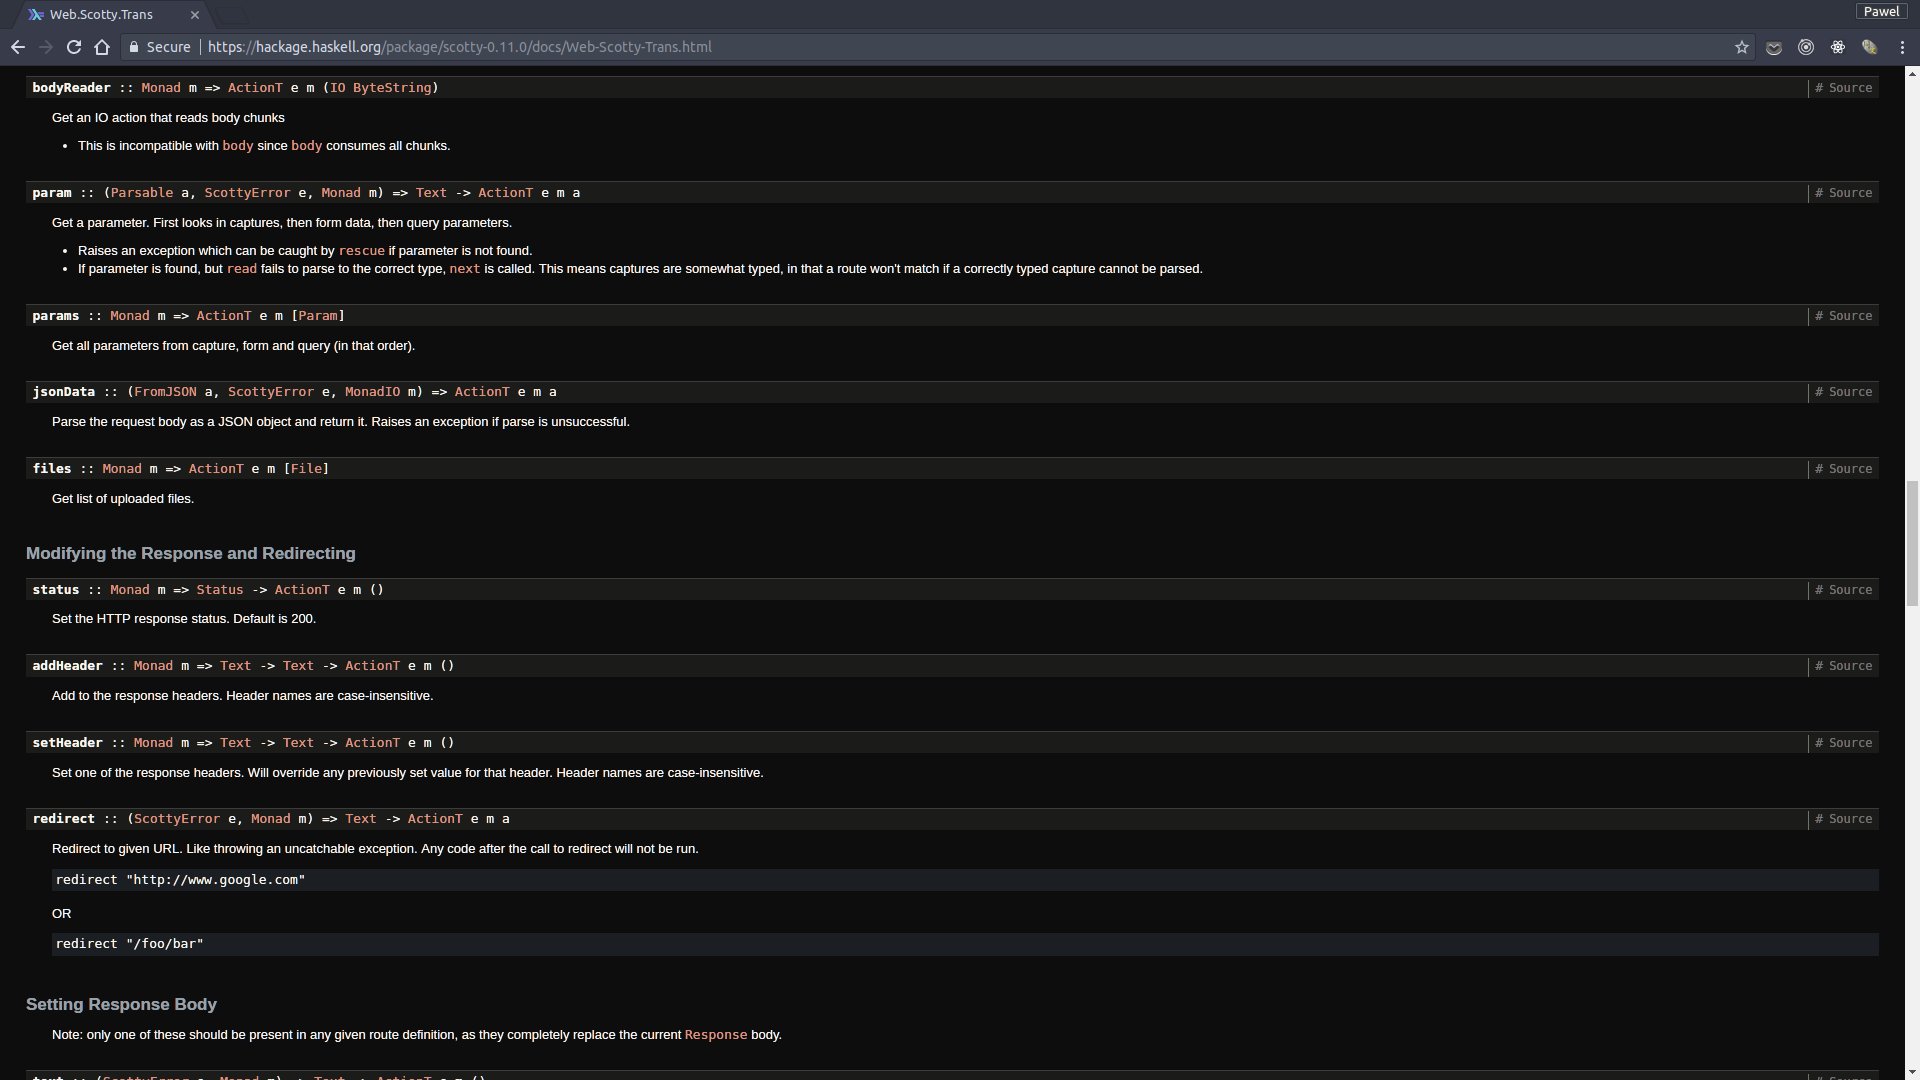 Web.Scotty.Trans
Pawel
Secure https://hackage.haskell.org/package/scotty-0.11.0/docs/Web-Scotty-Trans.html
bodyReader :: Monad m => ActionT e m (IO ByteString) # Source
Get an IO action that reads body chunks
• This is incompatible with body since body consumes all chunks.
param :: (Parsable a, ScottyError e, Monad m) => Text -> ActionT e m a # Source
Get a parameter. First looks in captures, then form data, then query parameters.
• Raises an exception which can be caught by rescue if parameter is not found.
• If parameter is found, but read fails to parse to the correct type, next is called. This means captures are somewhat typed, in that a route won't match if a correctly typed capture cannot be parsed.
params :: Monad m => ActionT e m [Param] # Source
Get all parameters from capture, form and query (in that order).
jsonData :: (FromJSON a, ScottyError e, MonadIO m) => ActionT e m a # Source
Parse the request body as a JSON object and return it. Raises an exception if parse is unsuccessful.
files :: Monad m => ActionT e m [File] # Source
Get list of uploaded files.
Modifying the Response and Redirecting
status :: Monad m => Status -> ActionT e m () # Source
Set the HTTP response status. Default is 200.
addHeader :: Monad m => Text -> Text -> ActionT e m () # Source
Add to the response headers. Header names are case-insensitive.
setHeader :: Monad m => Text -> Text -> ActionT e m () # Source
Set one of the response headers. Will override any previously set value for that header. Header names are case-insensitive.
redirect :: (ScottyError e, Monad m) => Text -> ActionT e m a # Source
Redirect to given URL. Like throwing an uncatchable exception. Any code after the call to redirect will not be run.
redirect "http://www.google.com"
OR
redirect "/foo/bar"
Setting Response Body
Note: only one of these should be present in any given route definition, as they completely replace the current Response body.
text :: (ScottyError e, Monad m) => Text -> ActionT e m () # Source